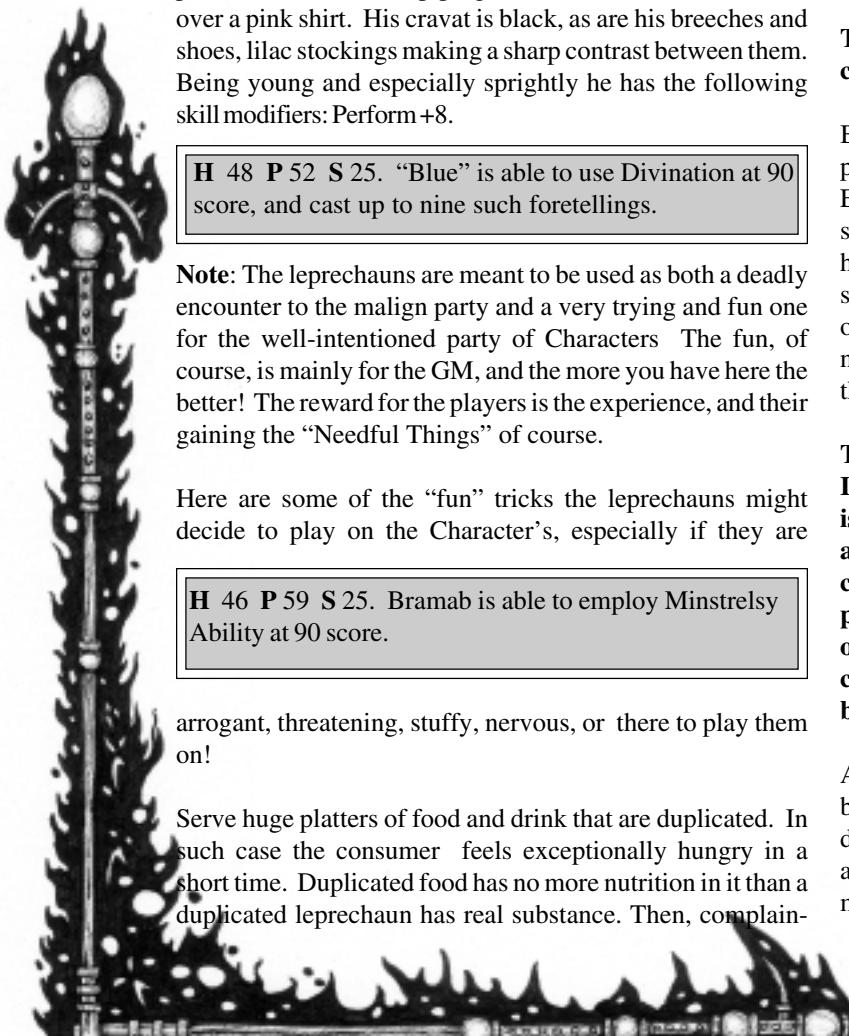 over a pink shirt.  His cravat is black, as are his breeches and
shoes, lilac stockings making a sharp contrast between them.
Being young and especially sprightly he has the following
skill modifiers: Perform +8.
H 48 P 52 S 25. “Blue” is able to use Divination at 90
score, and cast up to nine such foretellings.
Note: The leprechauns are meant to be used as both a deadly
encounter to the malign party and a very trying and fun one
for the well-intentioned party of Characters  The fun, of
course, is mainly for the GM, and the more you have here the
better!  The reward for the players is the experience, and their
gaining the “Needful Things” of course.
Here are some of the “fun” tricks the leprechauns might
decide to play on the Character’s, especially if they are
H 46 P 59 S 25.  Bramab is able to employ Minstrelsy
Ability at 90 score.
arrogant, threatening, stuffy, nervous, or  there to play them
on!
Serve huge platters of food and drink that are duplicated.  In
such case the consumer  feels exceptionally hungry in a
short time.  Duplicated food has no more nutrition in it than a
duplicated leprechaun has real substance. Then, complain-